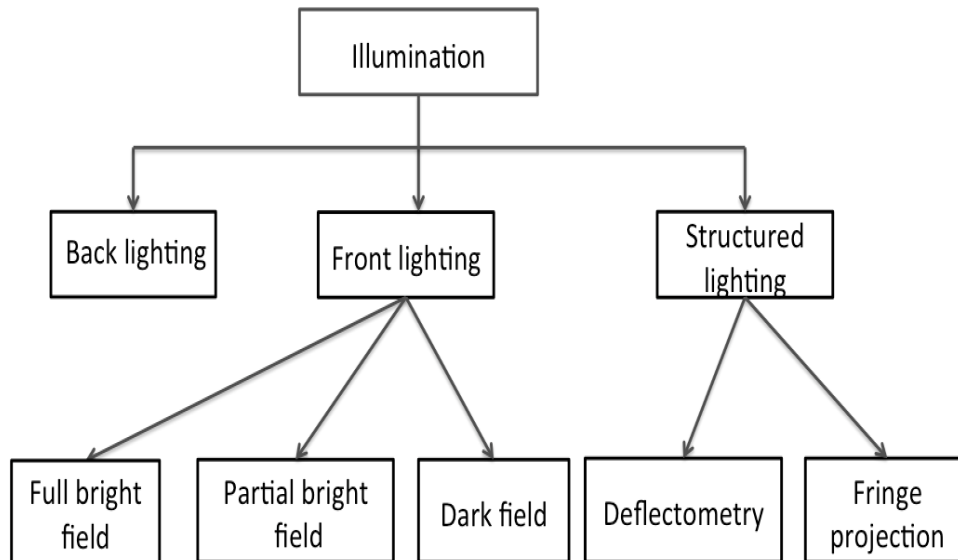 Illumination
Back lighting
Front lighting
Structured
lighting
Full bright
field
Partial bright
field
Dark field
Deflectometry
Fringe
projection